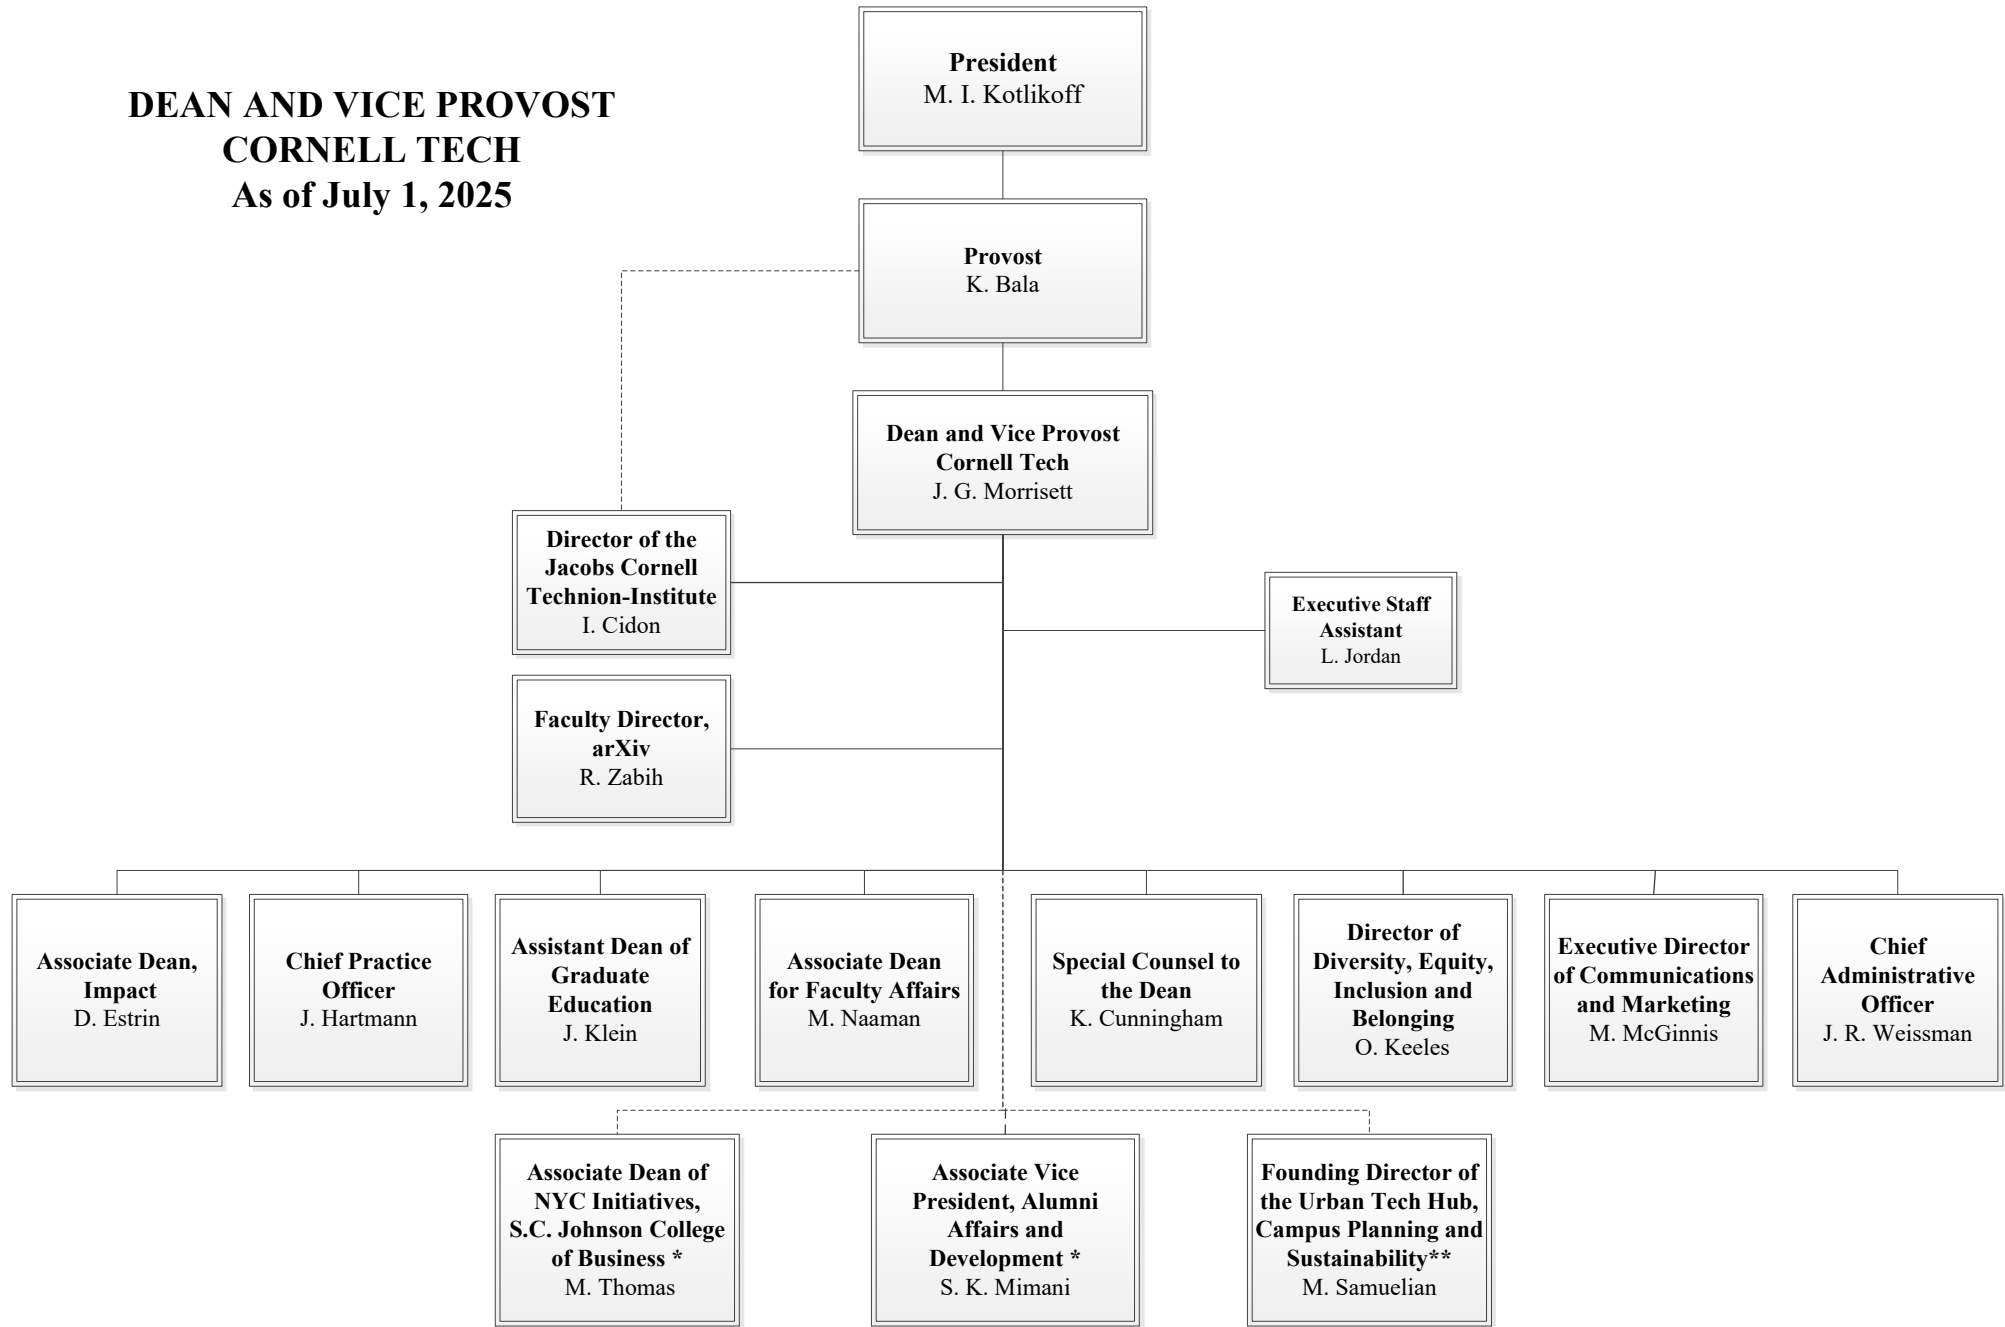 DEAN AND VICE PROVOST
CORNELL TECH
As of July 1, 2025
President
M. I. Kotlikoff
Provost
K. Bala
Dean and Vice Provost
Cornell Tech
J. G. Morrisett
Director of the
Jacobs Cornell
Technion-Institute
I. Cidon
Executive Staff
Assistant
L. Jordan
Faculty Director,
arXiv
R. Zabih
Associate Dean,
Impact
D. Estrin
Chief Practice
Officer
J. Hartmann
Assistant Dean of
Graduate
Education
J. Klein
Associate Dean
for Faculty Affairs
M. Naaman
Special Counsel to
the Dean
K. Cunningham
Director of
Diversity, Equity,
Inclusion and
Belonging
O. Keeles
Executive Director
of Communications
and Marketing
M. McGinnis
Chief
Administrative
Officer
J. R. Weissman
Associate Dean of
NYC Initiatives,
S.C. Johnson College
of Business *
M. Thomas
Associate Vice
President, Alumni
Affairs and
Development *
S. K. Mimani
Founding Director of
the Urban Tech Hub,
Campus Planning and
Sustainability**
M. Samuelian